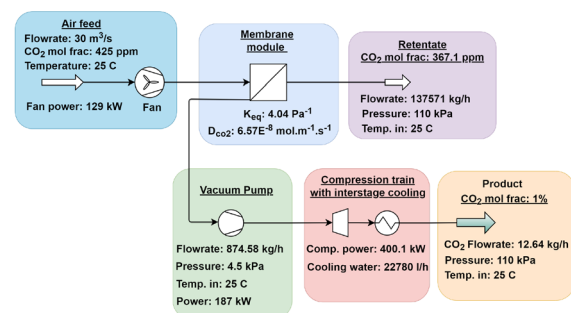 Air feed
Flowrate: 30 m³/s
CO₂ mol frac: 425 ppm
Temperature: 25 C
Fan power: 129 kW
Fan
Membrane
module
Keq: 4.04 Pa⁻¹
Dco2: 6.57E⁻⁸ mol.m⁻¹.s⁻¹
Retentate
CO₂ mol frac: 367.1 ppm
Flowrate: 137571 kg/h
Pressure: 110 kPa
Temp. in: 25 C
Vacuum Pump
Flowrate: 874.58 kg/h
Pressure: 4.5 kPa
Temp. in: 25 C
Power: 187 kW
Compression train
with interstage cooling
Comp. power: 400.1 kW
Cooling water: 22780 l/h
Product
CO₂ mol frac: 1%
CO₂ Flowrate: 12.64 kg/h
Pressure: 110 kPa
Temp. in: 25 C